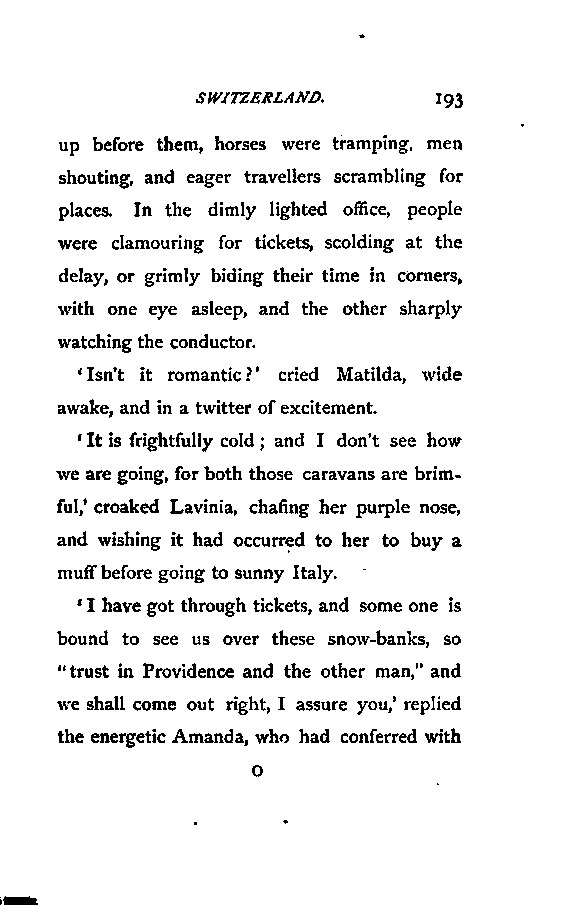 SWITZERLAND. 193
up before them, horses were tramping, men
shouting, and eager travellers scrambling for
places. In the dimly lighted office, people
were clamouring for tickets, scolding at the
delay, or grimly biding their time in corners,
with one eye asleep, and the other sharply
watching the conductor.
'Isn't it romantic?' cried Matilda, wide
awake, and in a twitter of excitement.
'It is frightfully cold; and I don't see how
we are going, for both those caravans are brim-
ful,' croaked Lavinia, chafing her purple nose,
and wishing it had occurred to her to buy a
muff before going to sunny Italy.
'I have got through tickets, and some one is
bound to see us over these snow-banks, so
"trust in Providence and the other man," and
we shall come out right, I assure you,' replied
the energetic Amanda, who had conferred with
O